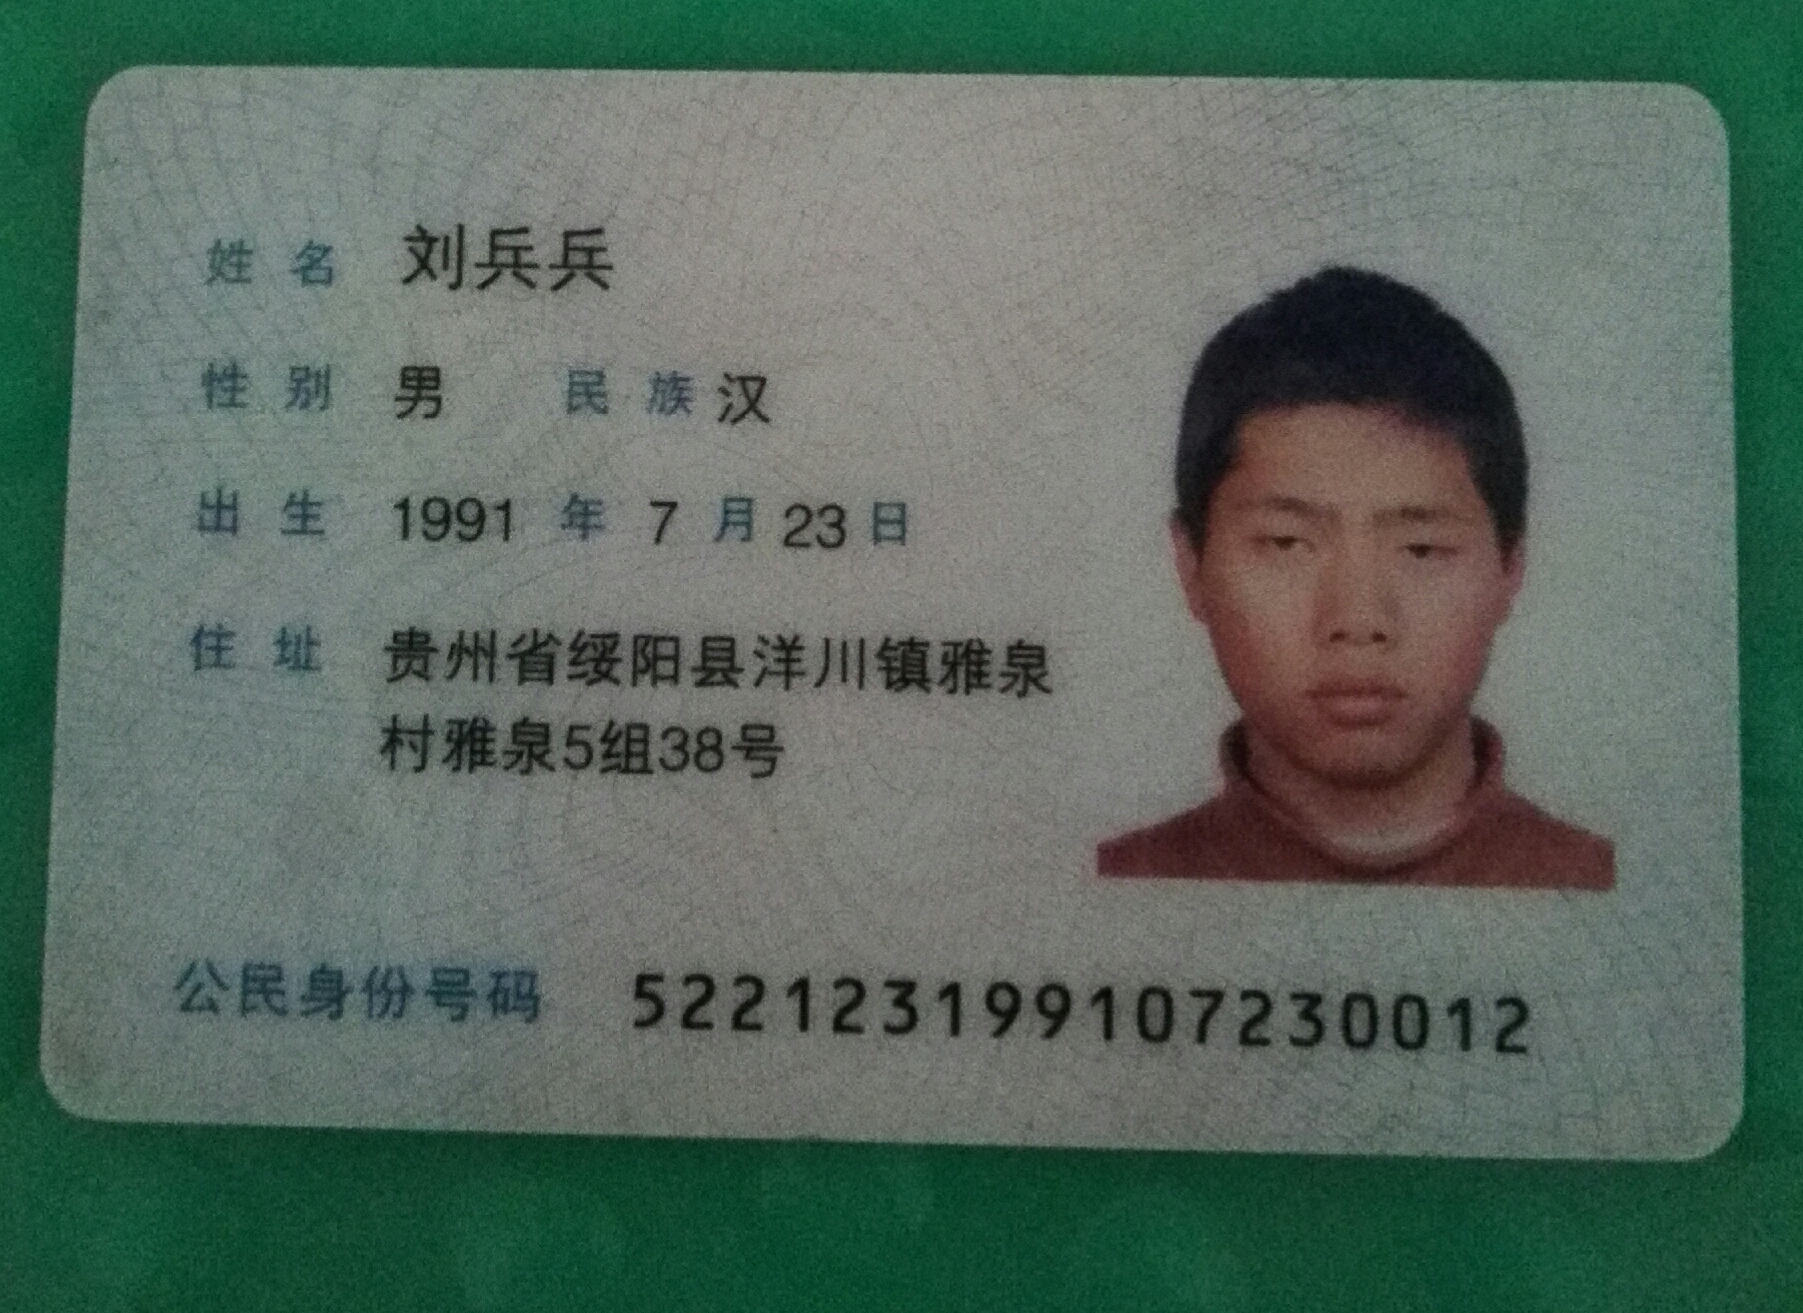 姓名 刘兵兵
性别 男 民族 汉
出生 1991 年 7 月 23 日
住址 贵州省绥阳县洋川镇雅泉
村雅泉5组38号
公民身份号码 522123199107230012